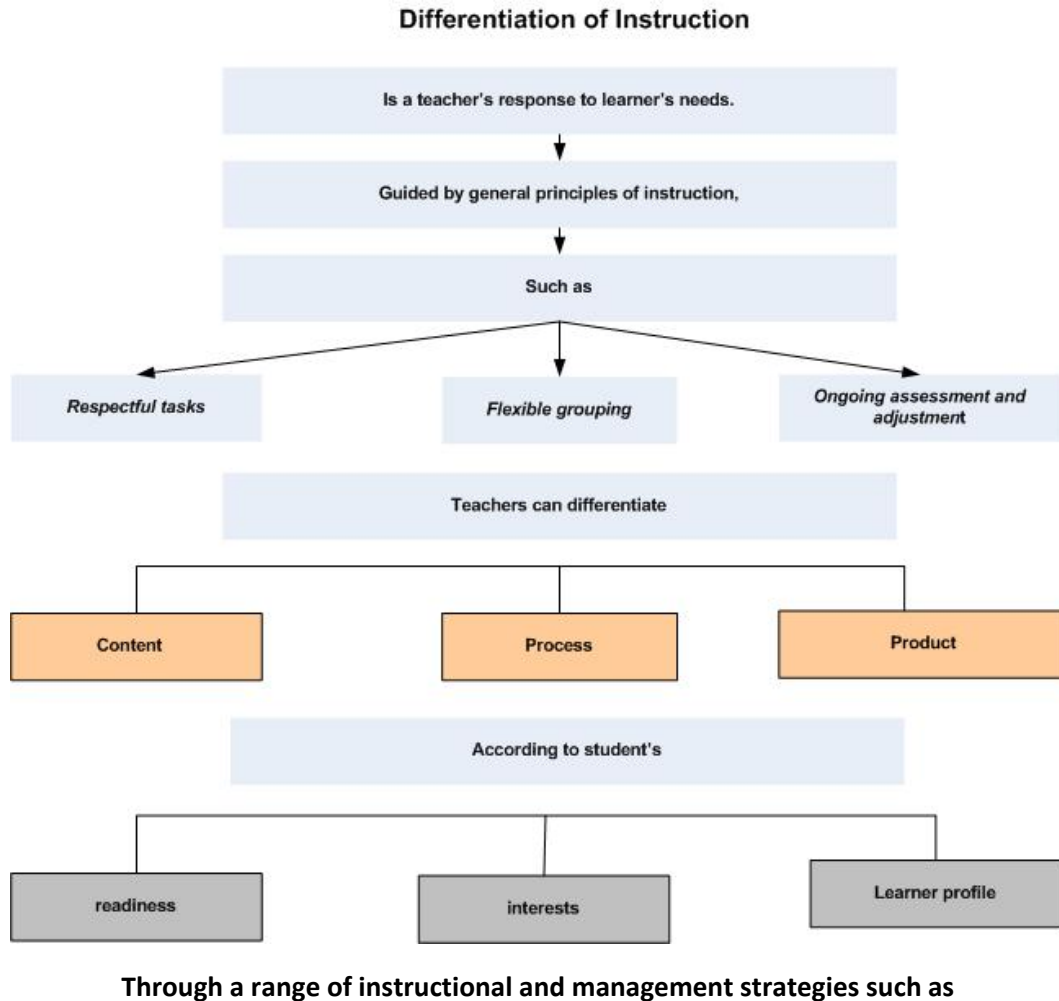 Differentiation of Instruction
Is a teacher's response to learner's needs.
Guided by general principles of instruction,
Such as
Respectful tasks
Flexible grouping
Ongoing assessment and
adjustment
Teachers can differentiate
Content
Process
Product
According to student's
readiness
interests
Learner profile
Through a range of instructional and management strategies such as